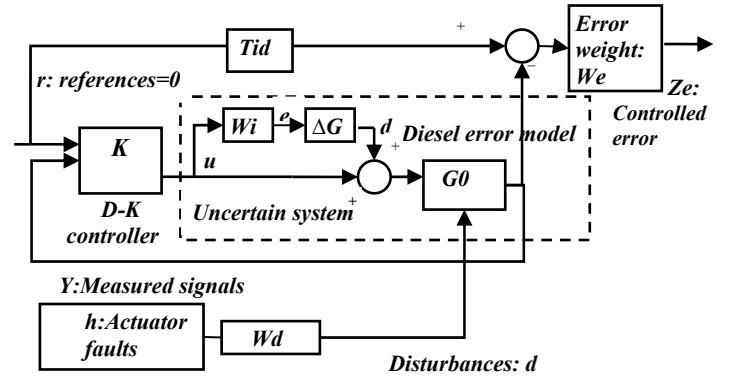 +
Error
weight:
We
Tid
−
r: references=0
Ze:
Controlled
error
Wi
e
ΔG
d
+
Diesel error model
K
u
G0
+
Uncertain system
D-K
controller
Y:Measured signals
h:Actuator
faults
Wd
Disturbances: d